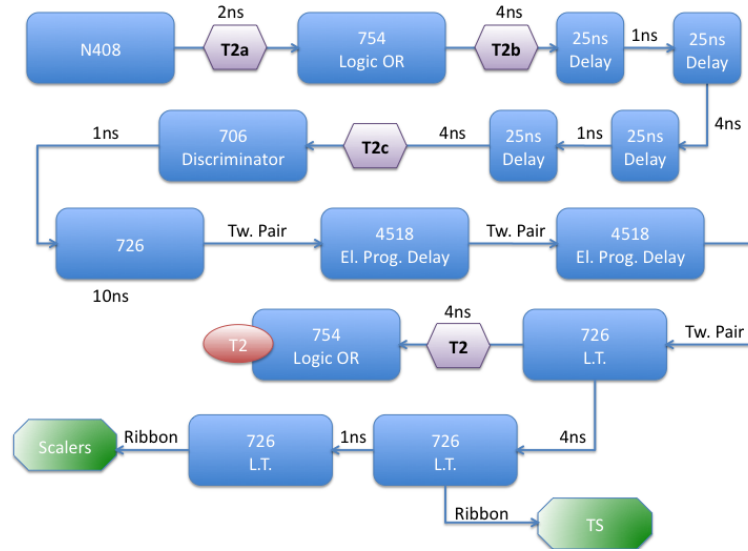 2ns
4ns
N408
T2a
754
Logic OR
T2b
25ns
Delay
1ns
25ns
Delay
4ns
1ns
706
Discriminator
T2c
4ns
25ns
Delay
1ns
25ns
Delay
726
10ns
Tw. Pair
4518
El. Prog. Delay
Tw. Pair
4518
El. Prog. Delay
Tw. Pair
T2
754
Logic OR
4ns
T2
726
L.T.
4ns
Scalers
Ribbon
726
L.T.
1ns
726
L.T.
Ribbon
TS